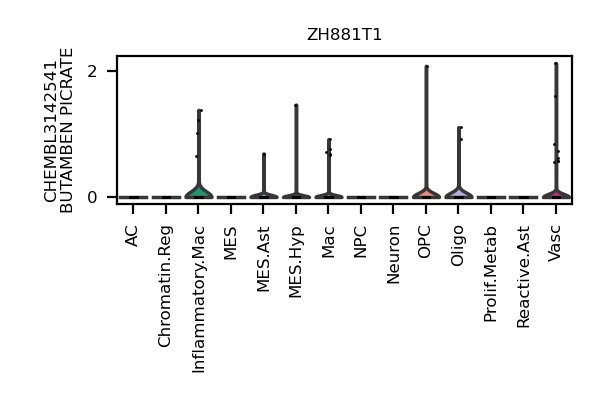 ZH881T1
CHEMBL3142541
BUTAMBEN PICRATE
2
0
AC
Chromatin.Reg
Inflammatory.Mac
MES
MES.Ast
MES.Hyp
Mac
NPC
Neuron
OPC
Oligo
Prolif.Metab
Reactive.Ast
Vasc